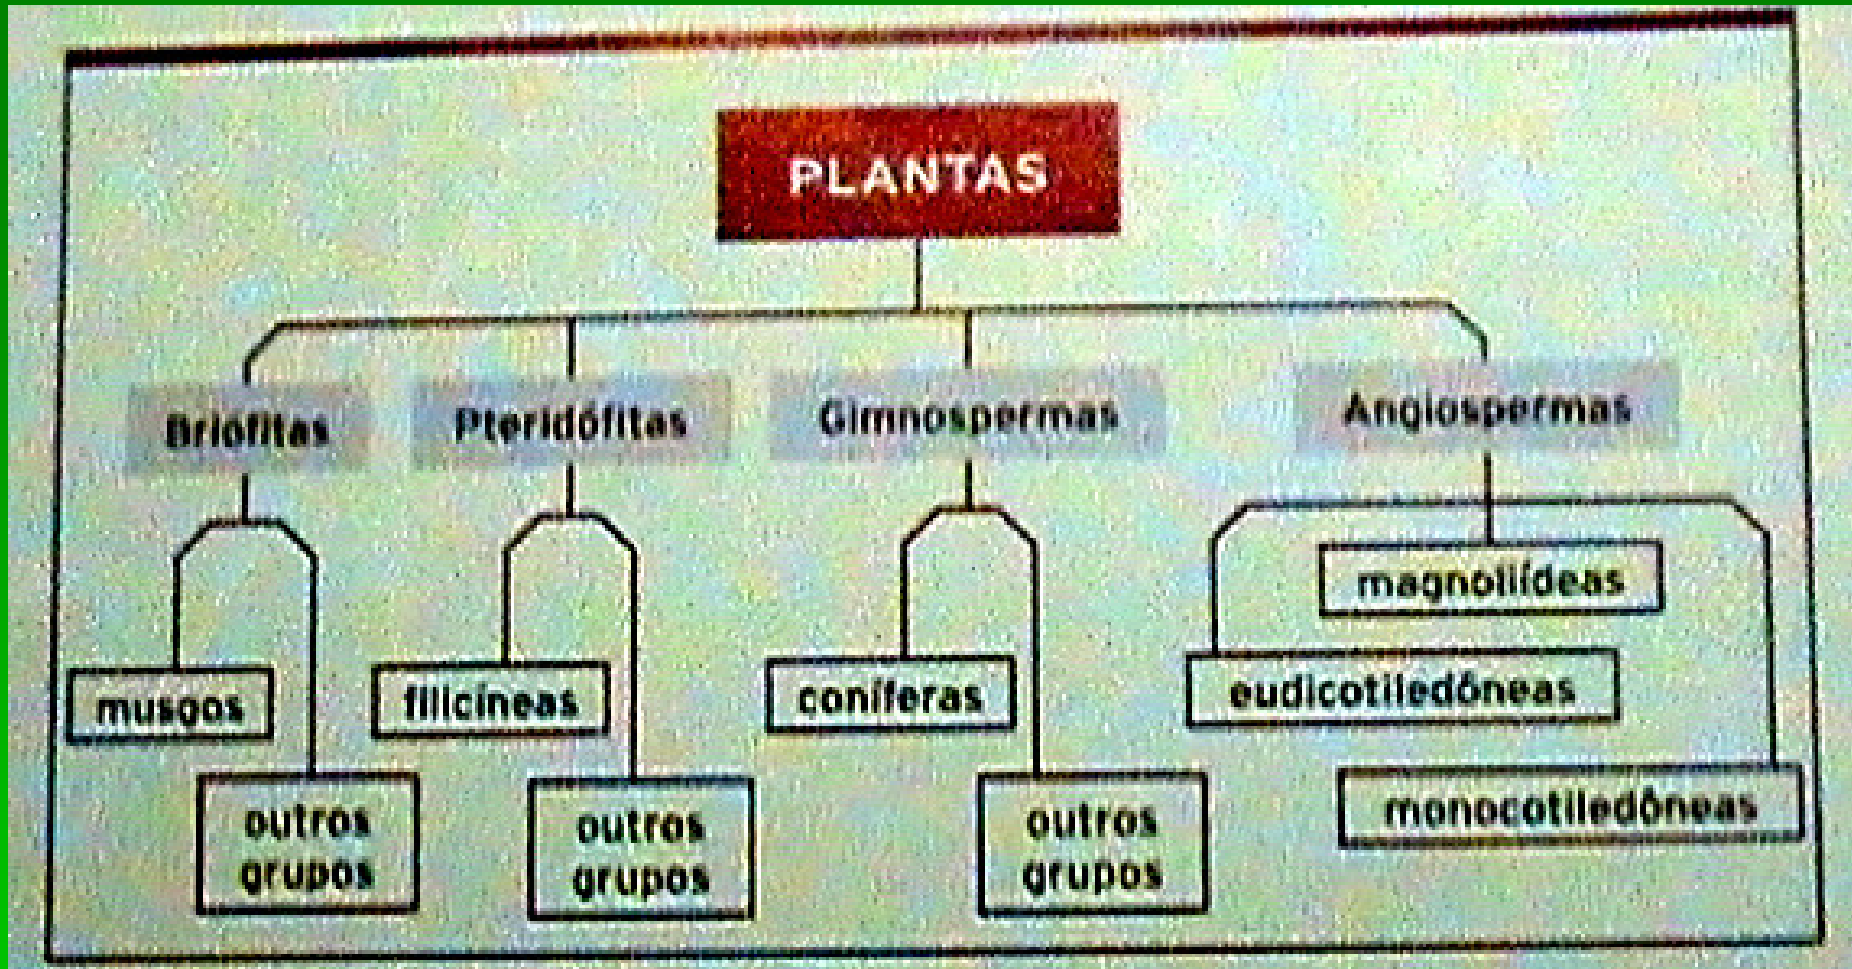 PLANTAS
Briófitas
Pteridófitas
Gimnospermas
Angiospermas
magnoliídeas
musgos
filicíneas
coníferas
eudicotiledôneas
outros
grupos
outros
grupos
outros
grupos
monocotiledôneas